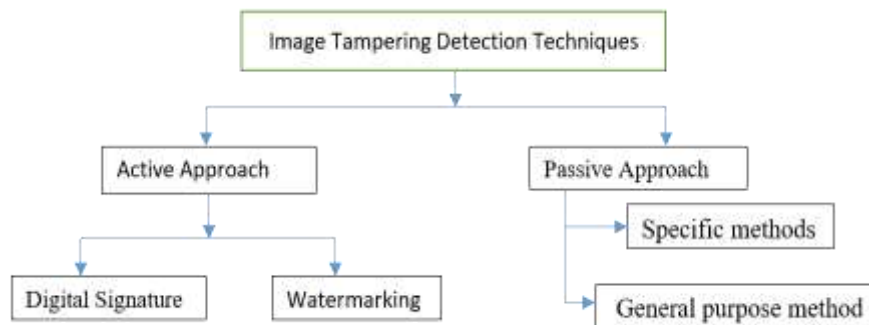 Image Tampering Detection Techniques
Active Approach
Passive Approach
Specific methods
Digital Signature
Watermarking
General purpose method